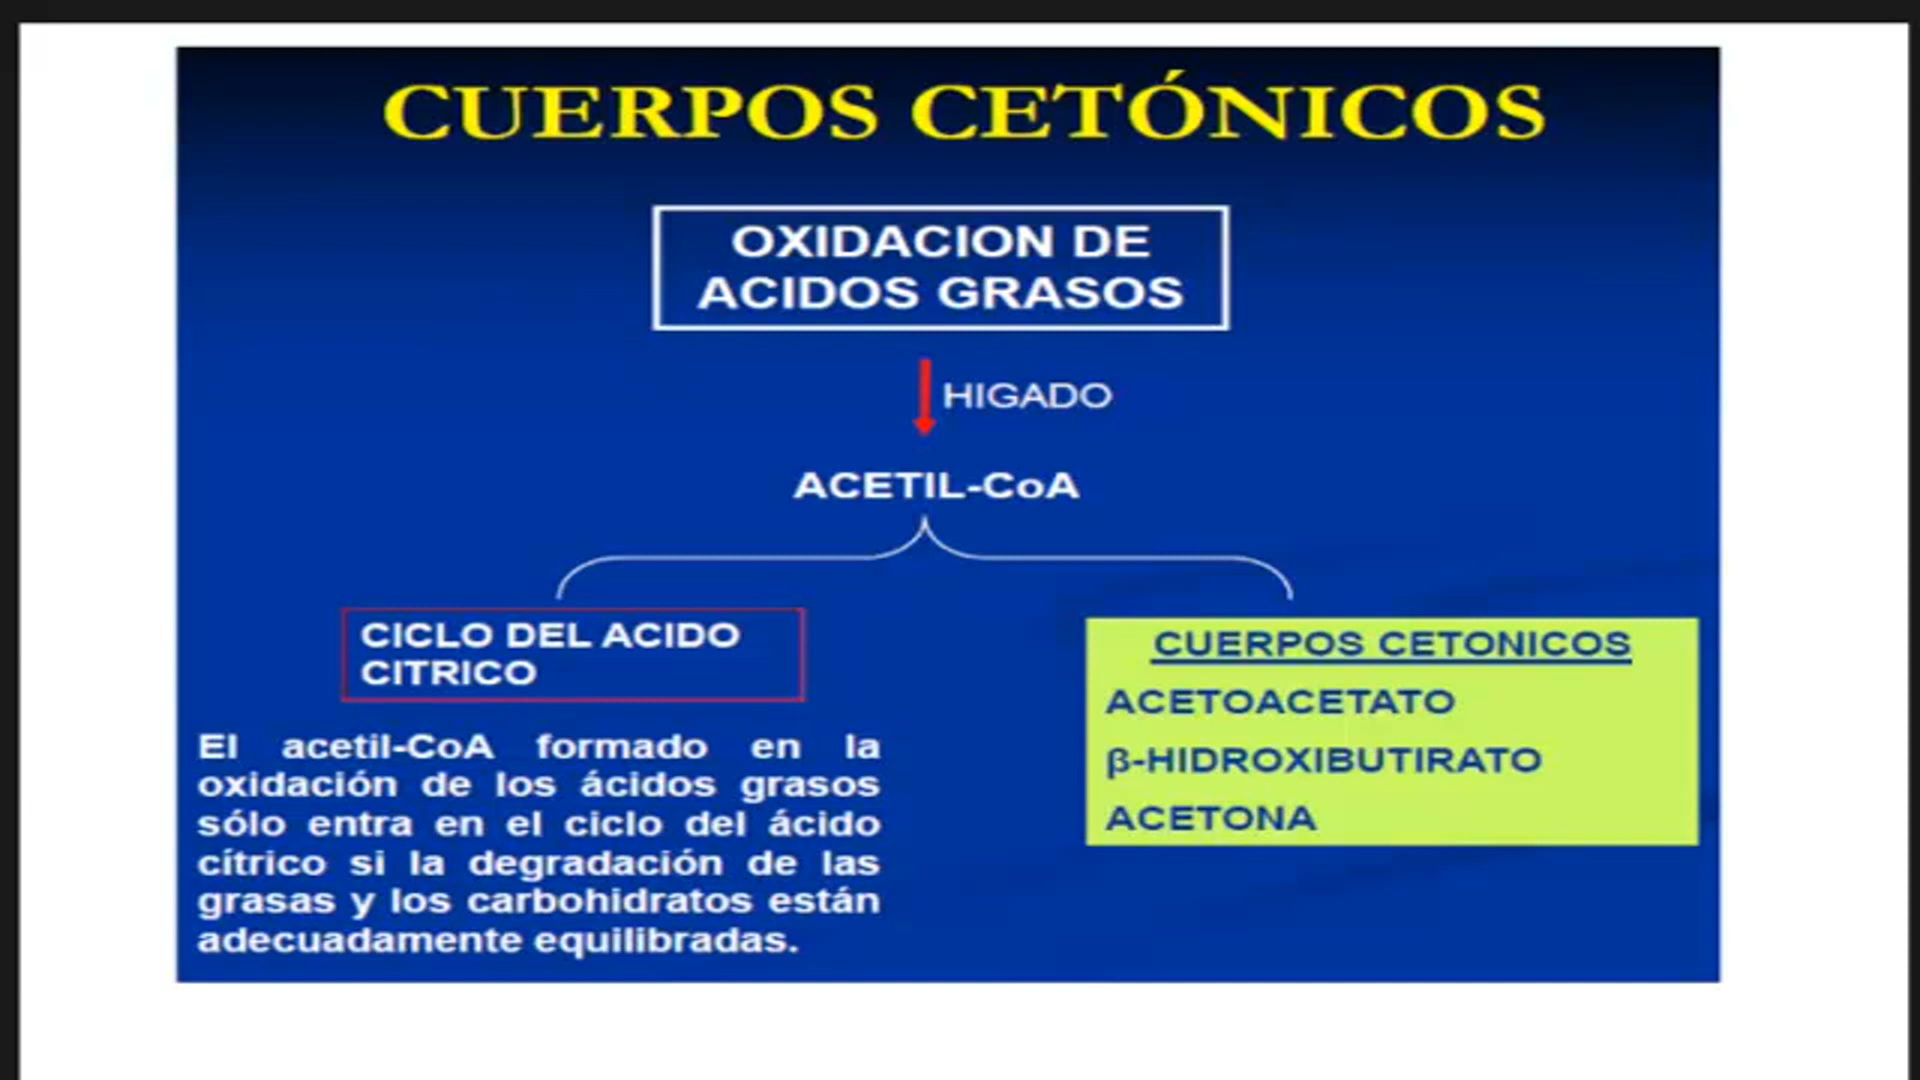 CUERPOS CETÓNICOS
OXIDACION DE
ACIDOS GRASOS
HIGADO
ACETIL-CoA
CICLO DEL ACIDO
CITRICO
El acetil-CoA formado en la
oxidación de los ácidos grasos
sólo entra en el ciclo del ácido
cítrico si la degradación de las
grasas y los carbohidratos están
adecuadamente equilibradas.
CUERPOS CETONICOS
ACETOACETATO
β-HIDROXIBUTIRATO
ACETONA